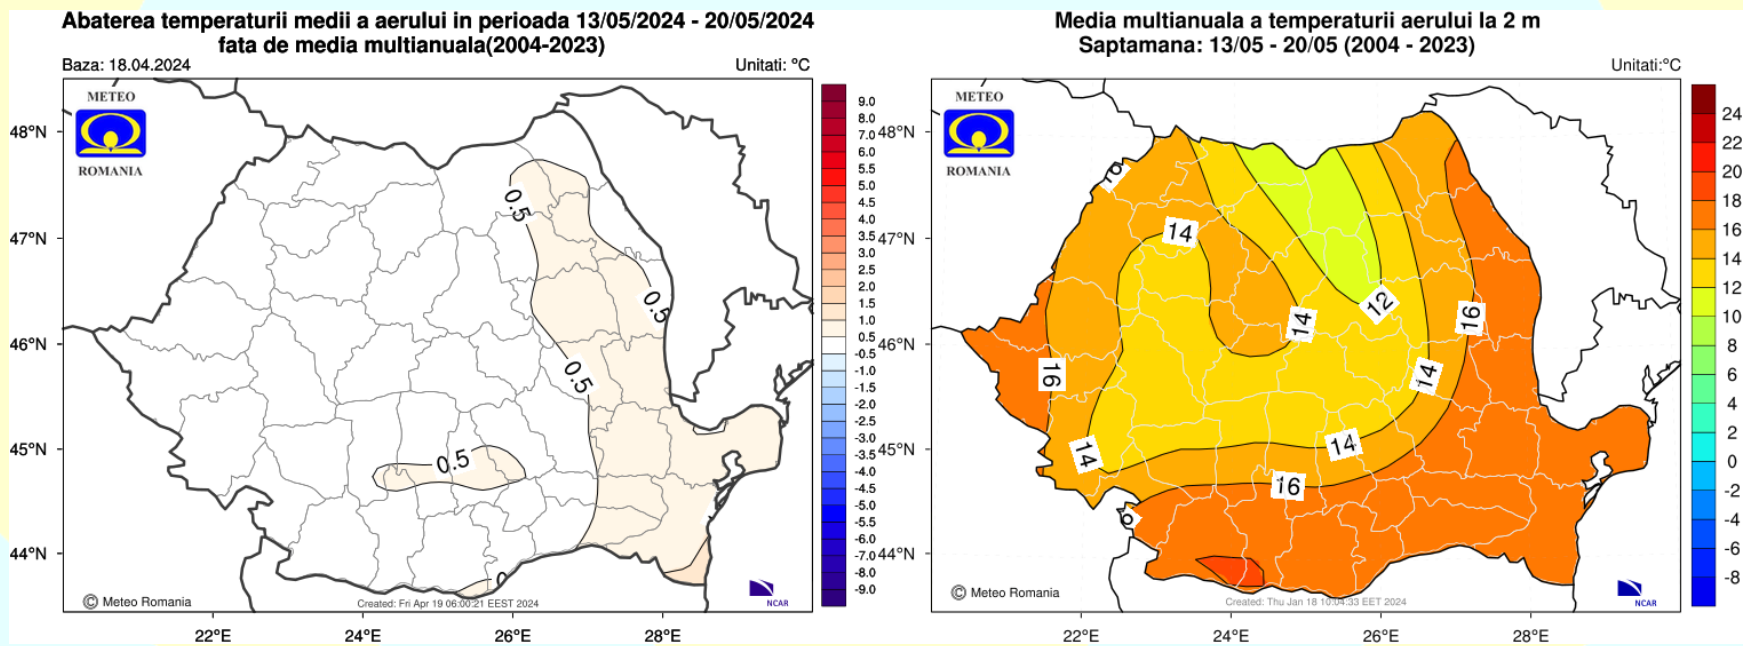 Abaterea temperaturii medii a aerului in perioada 13/05/2024 - 20/05/2024
fata de media multianuala(2004-2023)
Baza: 18.04.2024
Unitati: °C
METEO
ROMANIA
48°N
47°N
46°N
45°N
44°N
0.5
0.5
0.5
0.5
© Meteo Romania
Created: Fri Apr 19 06:00:21 EEST 2024
NCAR
22°E
24°E
26°E
28°E
9.0
8.0
7.0
6.0
5.5
5.0
4.5
4.0
3.5
3.0
2.5
2.0
1.5
1.0
0.5
-0.5
-1.0
-1.5
-2.0
-2.5
-3.0
-3.5
-4.0
-4.5
-5.0
-5.5
-6.0
-7.0
-8.0
-9.0
Media multianuala a temperaturii aerului la 2 m
Saptamana: 13/05 - 20/05 (2004 - 2023)
Unitati:°C
METEO
ROMANIA
48°N
47°N
46°N
45°N
44°N
14
12
14
16
16
14
14
14
16
© Meteo Romania
Created: Thu Jan 18 10:04:33 EET 2024
NCAR
22°E
24°E
26°E
28°E
24
22
20
18
16
14
12
10
8
6
4
2
0
-2
-4
-6
-8